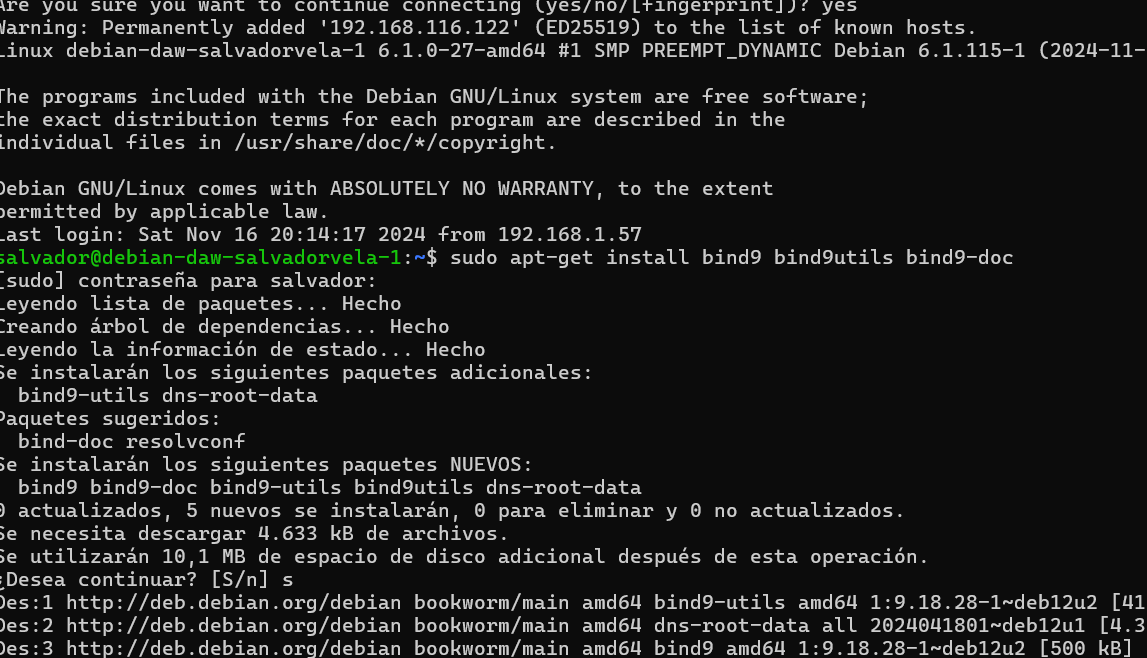 Are you sure you want to continue connecting (yes/no/[fingerprint])? yes
Warning: Permanently added '192.168.116.122' (ED25519) to the list of known hosts.
Linux debian-daw-salvadorvela-1 6.1.0-27-amd64 #1 SMP PREEMPT_DYNAMIC Debian 6.1.115-1 (2024-11-
The programs included with the Debian GNU/Linux system are free software;
the exact distribution terms for each program are described in the
individual files in /usr/share/doc/*/copyright.
Debian GNU/Linux comes with ABSOLUTELY NO WARRANTY, to the extent
permitted by applicable law.
Last login: Sat Nov 16 20:14:17 2024 from 192.168.1.57
salvador@debian-daw-salvadorvela-1:~$ sudo apt-get install bind9 bind9utils bind9-doc
[sudo] contraseña para salvador:
Leyendo lista de paquetes... Hecho
Creando árbol de dependencias... Hecho
Leyendo la información de estado... Hecho
Se instalarán los siguientes paquetes adicionales:
  bind9-utils dns-root-data
Paquetes sugeridos:
  bind-doc resolvconf
Se instalarán los siguientes paquetes NUEVOS:
  bind9 bind9-doc bind9-utils bind9utils dns-root-data
0 actualizados, 5 nuevos se instalarán, 0 para eliminar y 0 no actualizados.
Se necesita descargar 4.633 kB de archivos.
Se utilizarán 10,1 MB de espacio de disco adicional después de esta operación.
¿Desea continuar? [S/n] s
Des:1 http://deb.debian.org/debian bookworm/main amd64 bind9-utils amd64 1:9.18.28-1~deb12u2 [41
Des:2 http://deb.debian.org/debian bookworm/main amd64 dns-root-data all 2024041801~deb12u1 [4.3
Des:3 http://deb.debian.org/debian bookworm/main amd64 bind9 amd64 1:9.18.28-1~deb12u2 [500 kB]